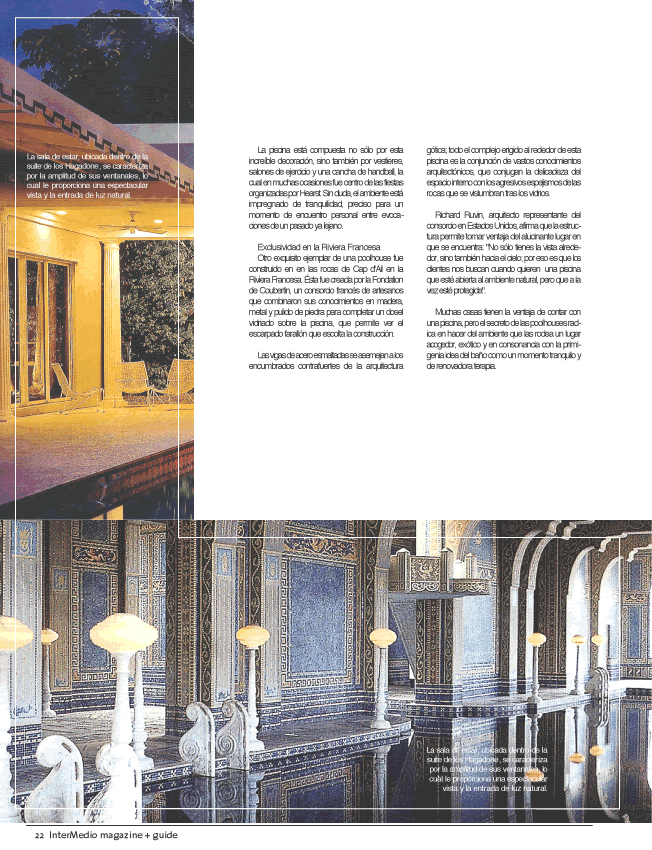 La sala de estar, ubicada dentro de la
suite de los Hagadone, se caracteriza
por la amplitud de sus ventanales, lo
cual le proporciona una espectacular
vista y la entrada de luz natural.
La piscina está compuesta no sólo por esta
increíble decoración, sino también por vestieres,
salones de ejercicio y una cancha de handball, la
cual en muchas ocasiones fue centro de las fiestas
organizadas por Hearst. Sin duda, el ambiente está
impregnado de tranquilidad, preciso para un
momento de encuentro personal entre evoca-
ciones de un pasado ya lejano.
Exclusividad en la Riviera Francesa
Otro exquisito ejemplar de una poolhouse fue
construido en en las rocas de Cap d'Ail en la
Riviera Francesa. Ésta fue creada por la Fondation
de Coubertin, un consorcio francés de artesanos
que combinaron sus conocimientos en madera,
metal y pulido de piedra para completar un dosel
vidriado sobre la piscina, que permite ver el
escarpado farallón que escolta la construcción.
Las vigas de acero esmaltadas se asemejan a los
encumbrados contrafuertes de la arquitectura
gótica; todo el complejo erigido alrededor de esta
piscina es la conjunción de vastos conocimientos
arquitectónicos, que conjugan la delicadeza del
espacio interno con los agresivos espejismos de las
rocas que se vislumbran tras los vidrios.
Richard Ruvin, arquitecto representante del
consorcio en Estados Unidos, afirma que la estruc-
tura permite tomar ventaja del alucinante lugar en
que se encuentra: "No sólo tienes la vista alrede-
dor, sino también hacia el cielo; por eso es que los
clientes nos buscan cuando quieren una piscina
que esté abierta al ambiente natural, pero que a la
vez esté protegida".
Muchas casas tienen la ventaja de contar con
una piscina, pero el secreto de las poolhouses rad-
ica en hacer del ambiente que las rodea un lugar
acogedor, exótico y en consonancia con la primi-
genia idea del baño como un momento tranquilo y
de renovadora terapia.
La sala de estar, ubicada dentro de la
suite de los Hagadone, se caracteriza
por la amplitud de sus ventanales, lo
cual le proporciona una espectacular
vista y la entrada de luz natural.
22 InterMedio magazine + guide